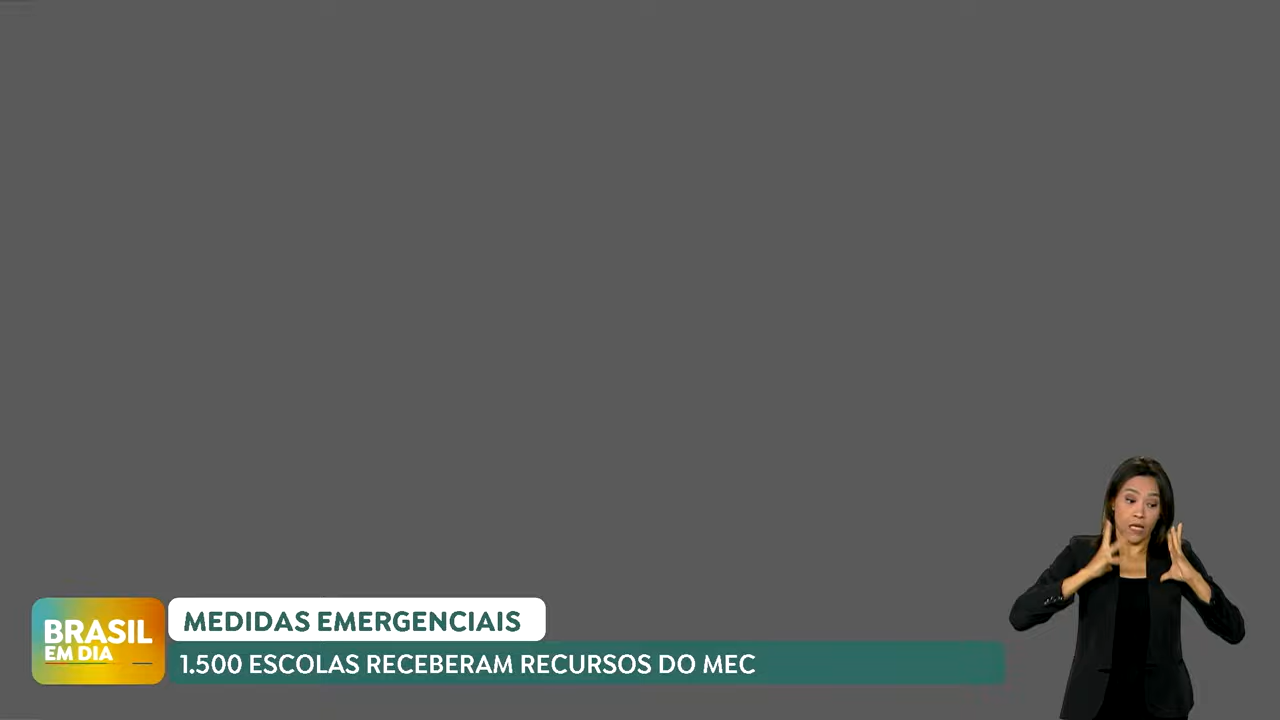 MEDIDAS EMERGENCIAIS
BRASIL
EM DIA
1.500 ESCOLAS RECEBERAM RECURSOS DO MEC